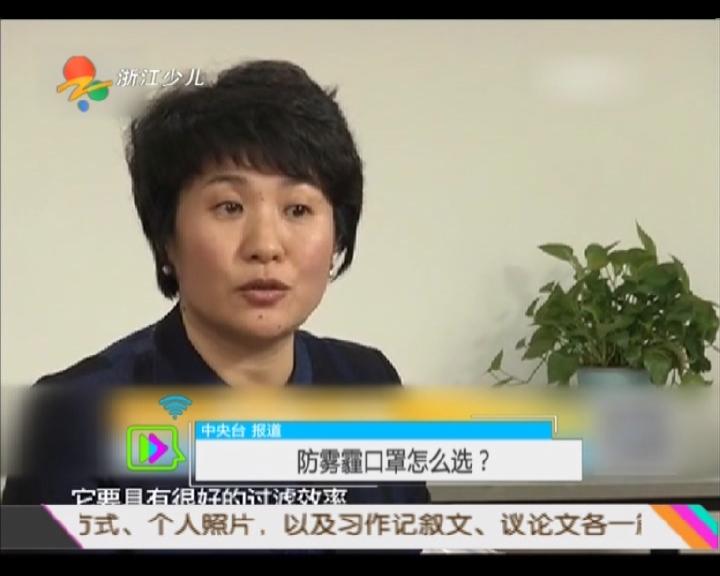 浙江少儿
中央台 报道
防雾霾口罩怎么选？
它要具有很好的过滤效率
方式、个人照片，以及习作记叙文、议论文各一